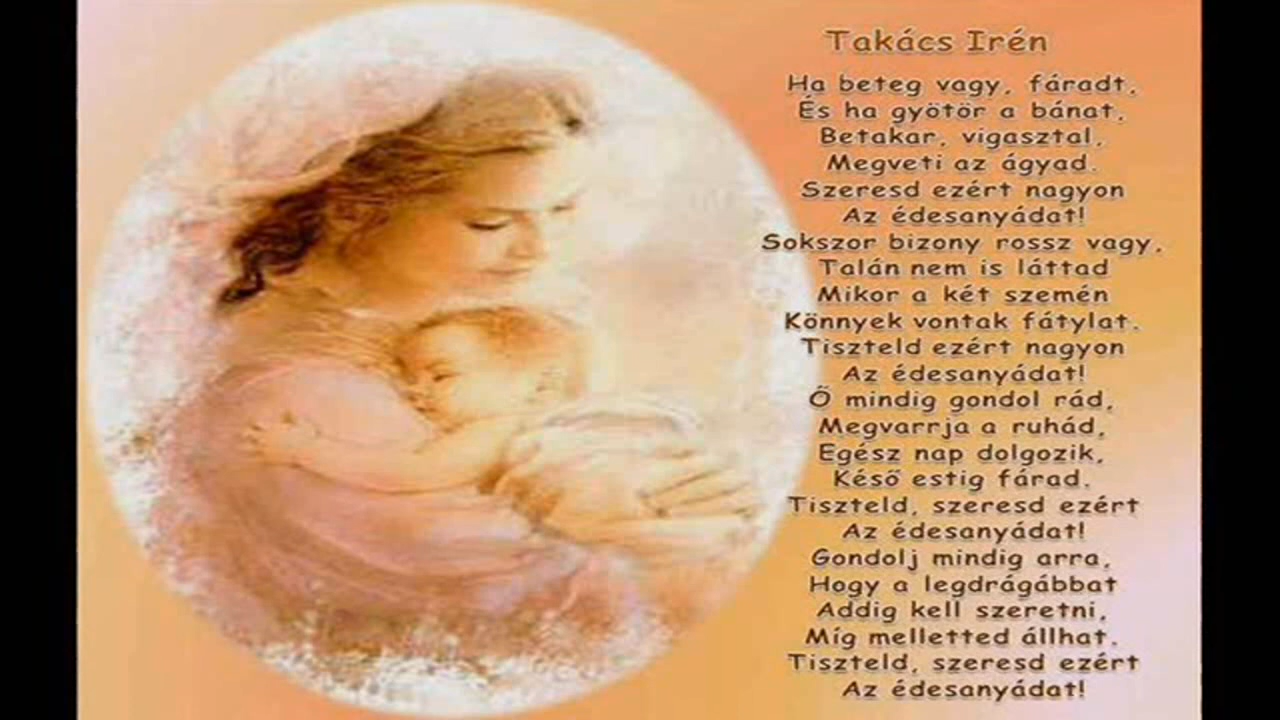 Takács Irén
Ha beteg vagy, fáradt,
És ha gyötör a bánat,
Betakar, vigasztal,
Megveti az ágyad.
Szeresd ezért nagyon
Az édesanyádat!
Sokszor bizony rossz vagy,
Talán nem is láttad
Mikor a két szemén
Könnyek vontak fátylat.
Tiszteld ezért nagyon
Az édesanyádat!
Ő mindig gondol rád,
Megvarrja a ruhád,
Egész nap dolgozik,
Késő estig fárad.
Tiszteld, szeresd ezért
Az édesanyádat!
Gondolj mindig arra,
Hogy a legdrágábbat
Addig kell szeretni,
Míg melletted állhat.
Tiszteld, szeresd ezért
Az édesanyádat!